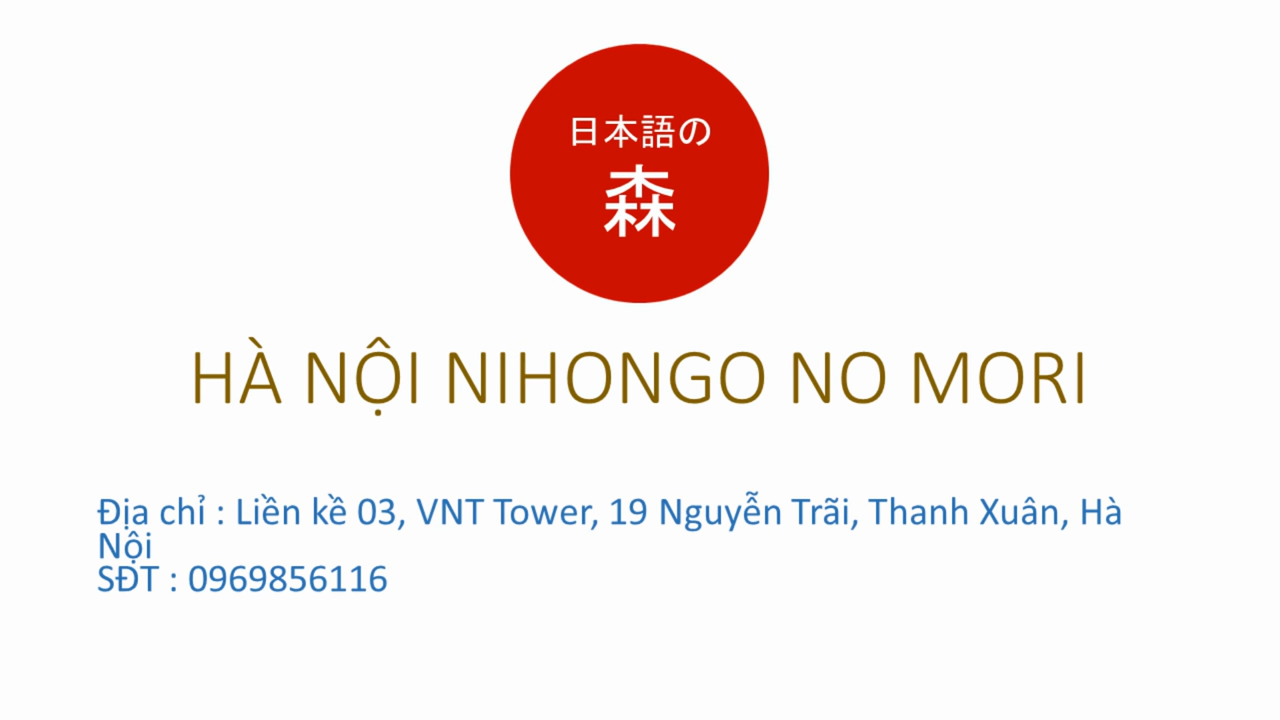 日本語の
森
HÀ NỘI NIHONGO NO MORI
Địa chỉ : Liền kề 03, VNT Tower, 19 Nguyễn Trãi, Thanh Xuân, Hà
Nội
SĐT : 0969856116